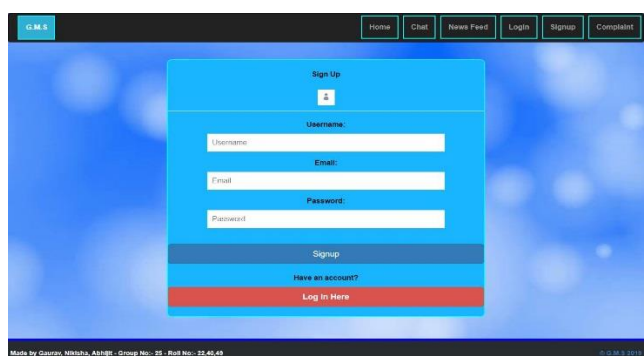 G.M.S
Home Chat News Feed Login Signup Complaint
Sign Up
Username:
Username
Email:
Email
Password:
Password
Signup
Have an account?
Log In Here
Made by Gaurav, Nikisha, Abhijit - Group No:- 25 - Roll No:- 22,40,49
© G.M.S 2019